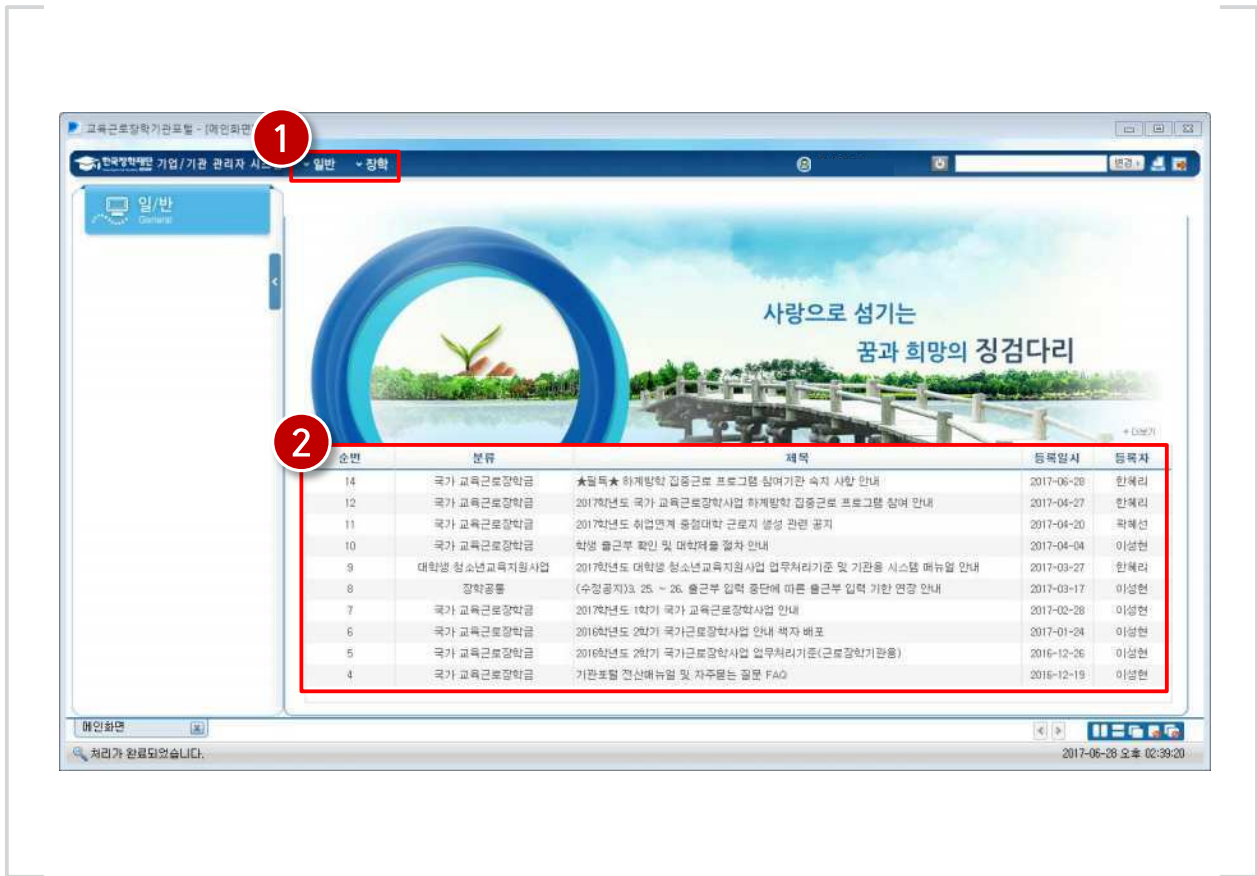 교육근로장학기관포털 - [메인화면
1
한국장학재단 기업/기관 관리자 시스
일반 장학
변경
일/반
General
사랑으로 섬기는
꿈과 희망의 징검다리
+ 더보기
2
순번 분류 제목 등록일시 등록자
14 국가 교육근로장학금 ★필독★ 하계방학 집중근로 프로그램 참여기관 숙지 사항 안내 2017-06-28 한혜리
12 국가 교육근로장학금 2017학년도 국가 교육근로장학사업 하계방학 집중근로 프로그램 참여 안내 2017-04-27 한혜리
11 국가 교육근로장학금 2017학년도 취업연계 중점대학 근로지 생성 관련 공지 2017-04-20 곽혜선
10 국가 교육근로장학금 학생 출근부 확인 및 대학제출 절차 안내 2017-04-04 이성현
9 대학생 청소년교육지원사업 2017학년도 대학생 청소년교육지원사업 업무처리기준 및 기관용 시스템 매뉴얼 안내 2017-03-27 한혜리
8 장학공통 (수정공지)3. 25. ~ 26. 출근부 입력 중단에 따른 출근부 입력 기한 연장 안내 2017-03-17 이성현
7 국가 교육근로장학금 2017학년도 1학기 국가 교육근로장학사업 안내 2017-02-28 이성현
6 국가 교육근로장학금 2016학년도 2학기 국가근로장학사업 안내 책자 배포 2017-01-24 이성현
5 국가 교육근로장학금 2016학년도 2학기 국가근로장학사업 업무처리기준(근로장학기관용) 2016-12-26 이성현
4 국가 교육근로장학금 기관포털 전산매뉴얼 및 자주묻는 질문 FAQ 2016-12-19 이성현
메인화면
처리가 완료되었습니다. 2017-06-28 오후 02:39:20